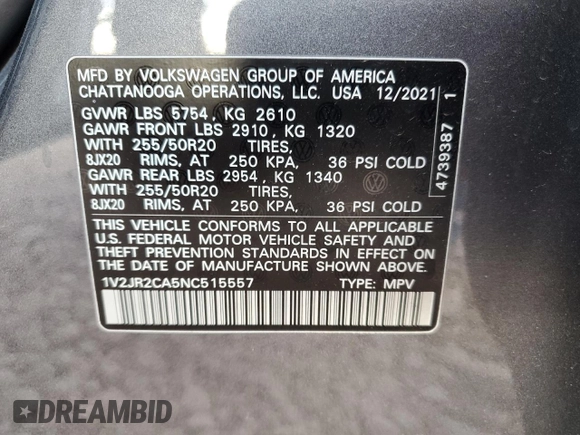 MFD BY VOLKSWAGEN GROUP OF AMERICA
CHATTANOOGA OPERATIONS, LLC. USA 12/2021
GVWR LBS 5754, KG 2610
GAWR FRONT LBS 2910, KG 1320
WITH 255/50R20 TIRES,
8JX20 RIMS, AT 250 KPA, 36 PSI COLD
GAWR REAR LBS 2954, KG 1340
WITH 255/50R20 TIRES,
8JX20 RIMS, AT 250 KPA, 36 PSI COLD
THIS VEHICLE CONFORMS TO ALL APPLICABLE
U.S. FEDERAL MOTOR VEHICLE SAFETY AND
THEFT PREVENTION STANDARDS IN EFFECT ON
THE DATE OF MANUFACTURE SHOWN ABOVE.
1V2JR2CA5NC515557 TYPE: MPV
4739387 1
DREAMBID